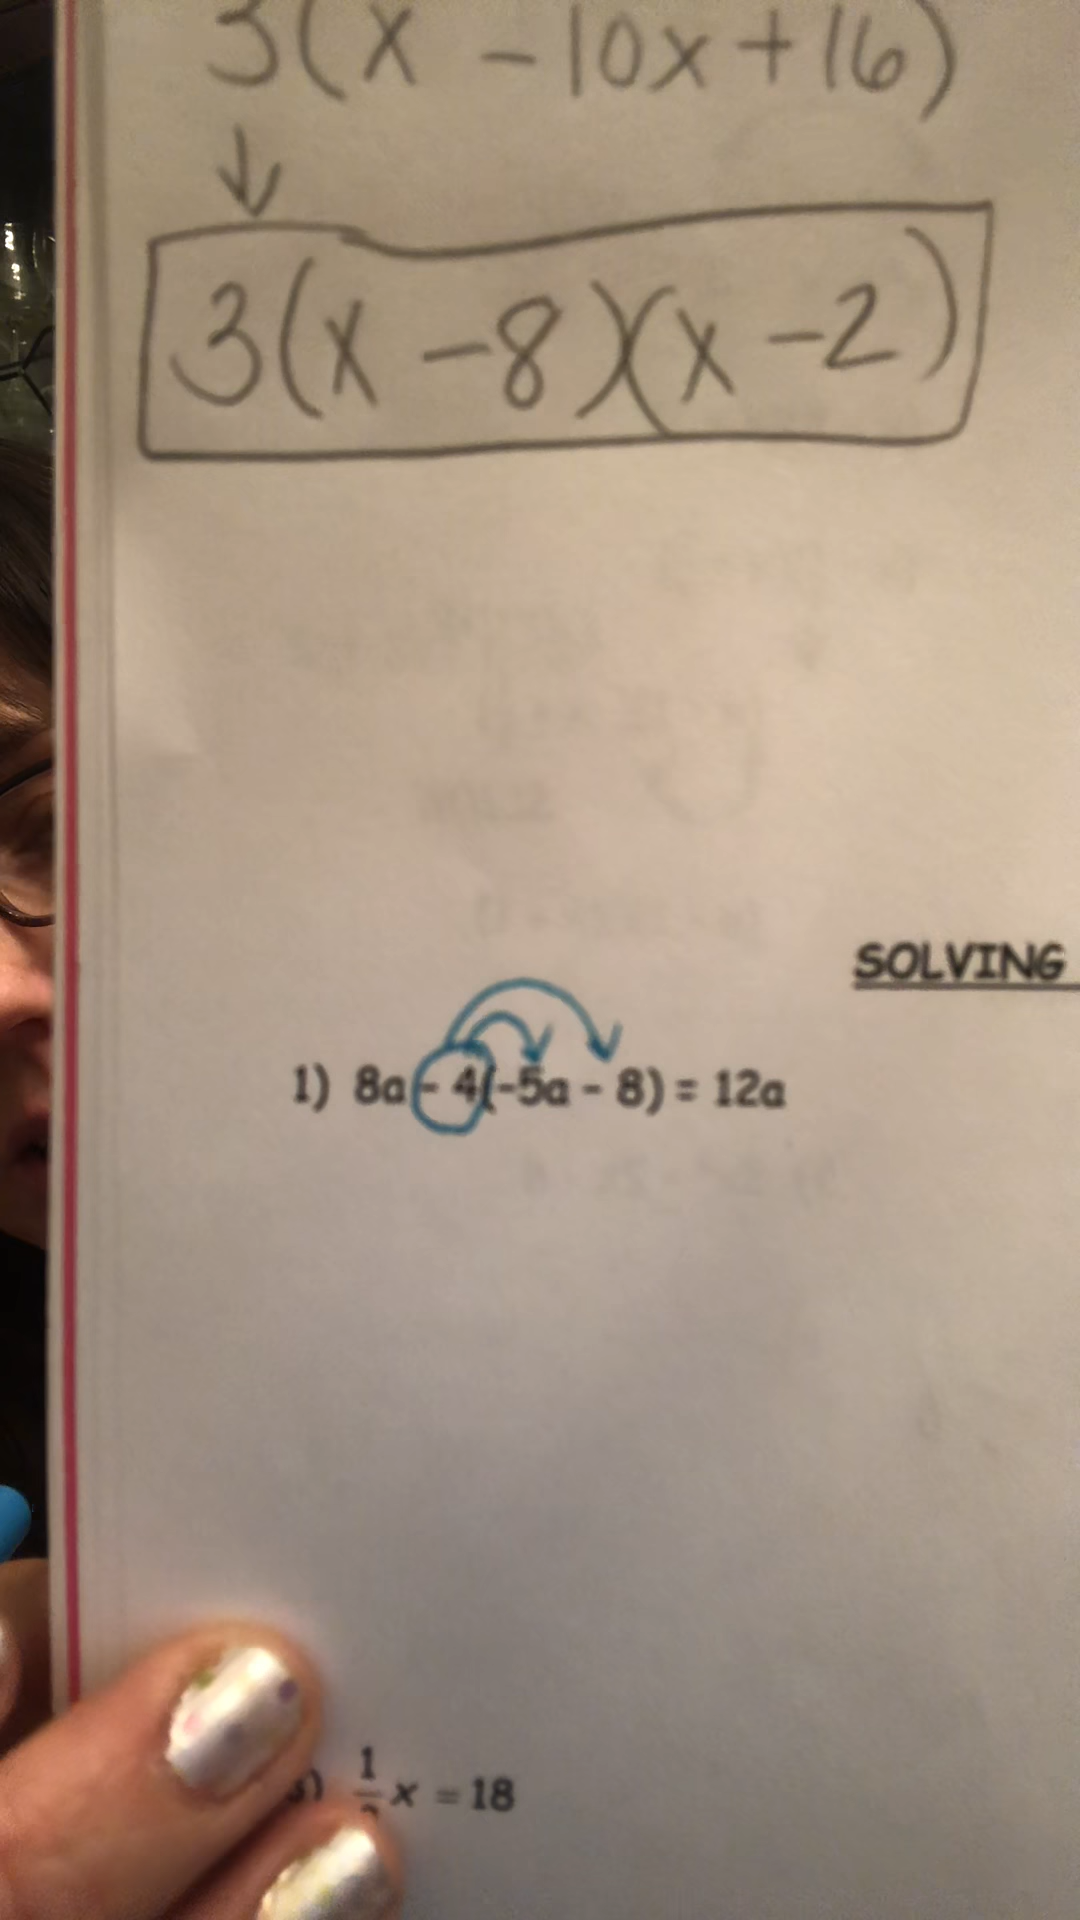 3(x - 10x + 16)
3(x - 8)(x - 2)
SOLVING
1) 8a - 4(-5a - 8) = 12a
x = 18